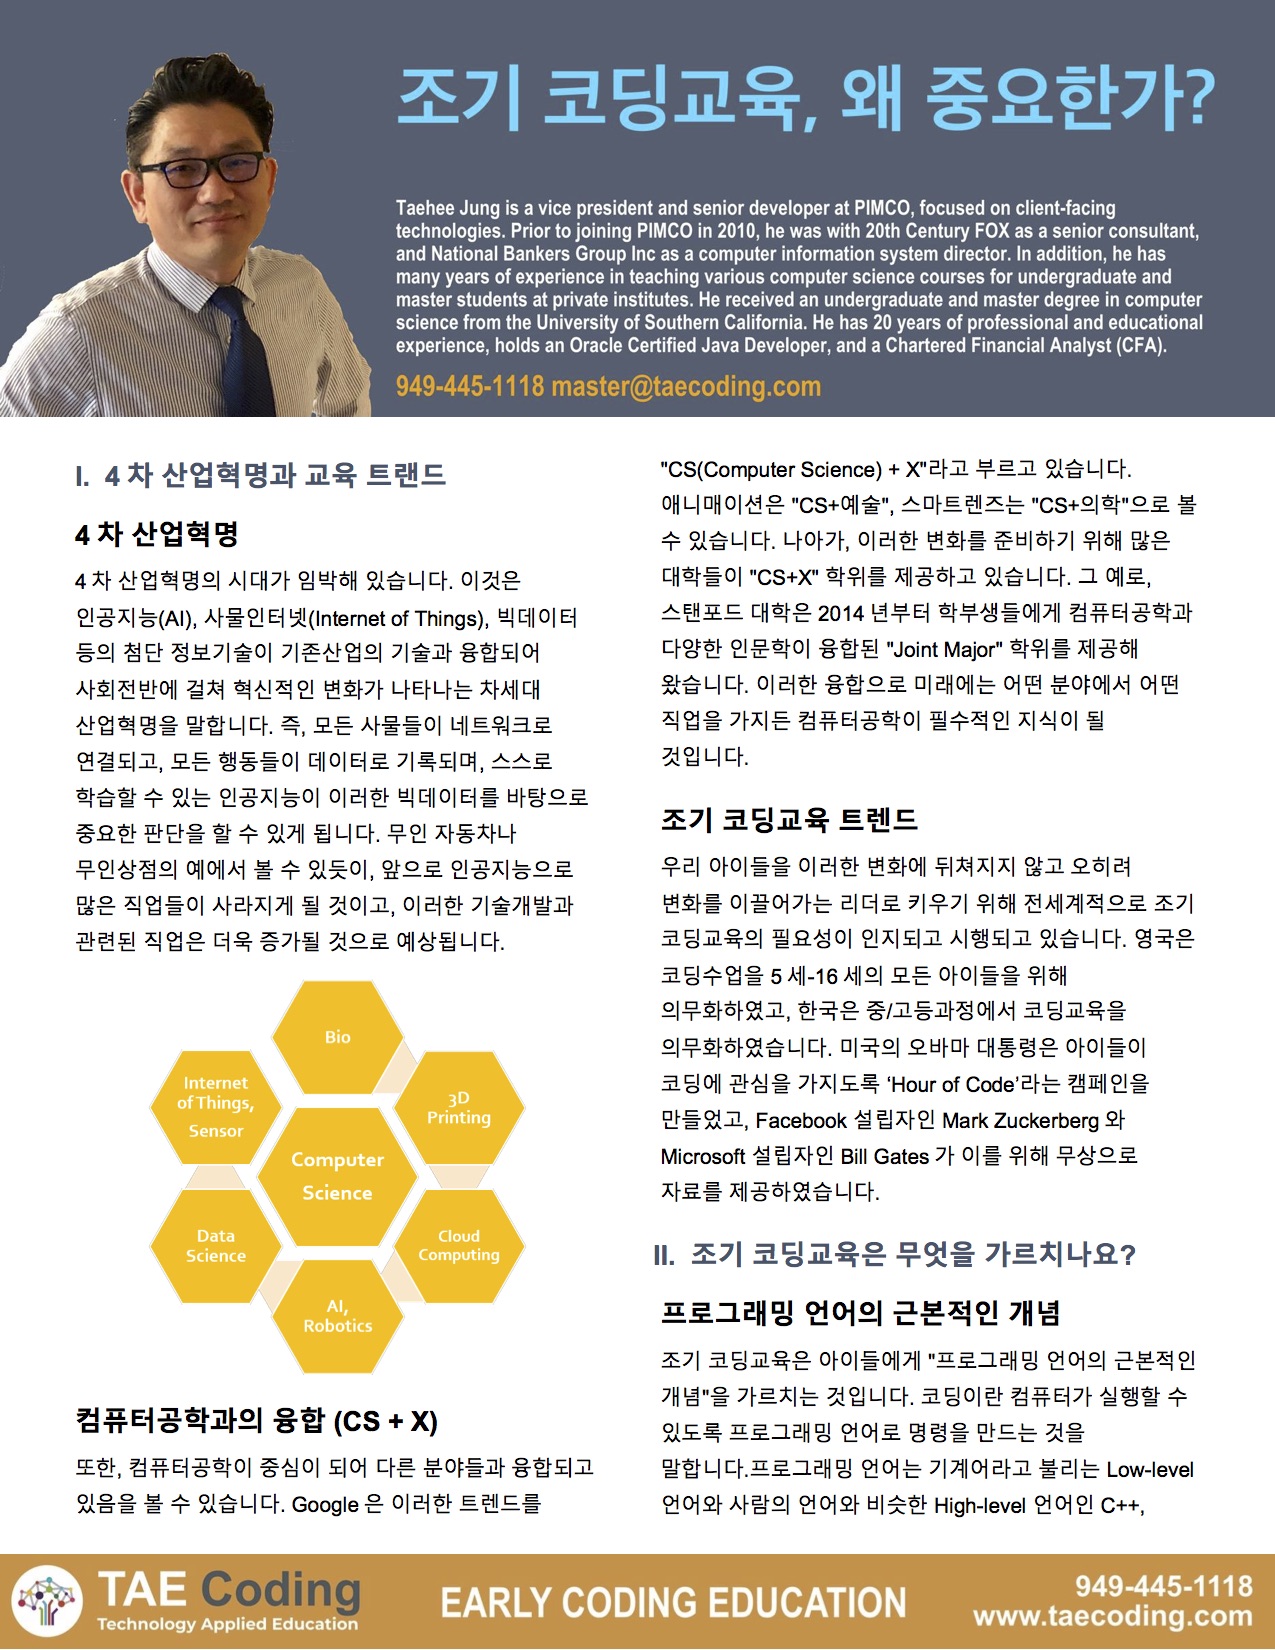 조기 코딩교육, 왜 중요한가?
Taehee Jung is a vice president and senior developer at PIMCO, focused on client-facing
technologies. Prior to joining PIMCO in 2010, he was with 20th Century FOX as a senior consultant,
and National Bankers Group Inc as a computer information system director. In addition, he has
many years of experience in teaching various computer science courses for undergraduate and
master students at private institutes. He received an undergraduate and master degree in computer
science from the University of Southern California. He has 20 years of professional and educational
experience, holds an Oracle Certified Java Developer, and a Chartered Financial Analyst (CFA).
949-445-1118 master@taecoding.com
I. 4 차 산업혁명과 교육 트랜드
4 차 산업혁명
4 차 산업혁명의 시대가 임박해 있습니다. 이것은
인공지능(AI), 사물인터넷(Internet of Things), 빅데이터
등의 첨단 정보기술이 기존산업의 기술과 융합되어
사회전반에 걸쳐 혁신적인 변화가 나타나는 차세대
산업혁명을 말합니다. 즉, 모든 사물들이 네트워크로
연결되고, 모든 행동들이 데이터로 기록되며, 스스로
학습할 수 있는 인공지능이 이러한 빅데이터를 바탕으로
중요한 판단을 할 수 있게 됩니다. 무인 자동차나
무인상점의 예에서 볼 수 있듯이, 앞으로 인공지능으로
많은 직업들이 사라지게 될 것이고, 이러한 기술개발과
관련된 직업은 더욱 증가될 것으로 예상됩니다.
Bio
Internet
of Things,
Sensor
3D
Printing
Computer
Science
Data
Science
Cloud
Computing
AI,
Robotics
컴퓨터공학과의 융합 (CS + X)
또한, 컴퓨터공학이 중심이 되어 다른 분야들과 융합되고
있음을 볼 수 있습니다. Google 은 이러한 트렌드를
"CS(Computer Science) + X"라고 부르고 있습니다.
애니매이션은 "CS+예술", 스마트렌즈는 "CS+의학"으로 볼
수 있습니다. 나아가, 이러한 변화를 준비하기 위해 많은
대학들이 "CS+X" 학위를 제공하고 있습니다. 그 예로,
스탠포드 대학은 2014 년부터 학부생들에게 컴퓨터공학과
다양한 인문학이 융합된 "Joint Major" 학위를 제공해
왔습니다. 이러한 융합으로 미래에는 어떤 분야에서 어떤
직업을 가지든 컴퓨터공학이 필수적인 지식이 될
것입니다.
조기 코딩교육 트렌드
우리 아이들을 이러한 변화에 뒤쳐지지 않고 오히려
변화를 이끌어가는 리더로 키우기 위해 전세계적으로 조기
코딩교육의 필요성이 인지되고 시행되고 있습니다. 영국은
코딩수업을 5 세-16 세의 모든 아이들을 위해
의무화하였고, 한국은 중/고등과정에서 코딩교육을
의무화하였습니다. 미국의 오바마 대통령은 아이들이
코딩에 관심을 가지도록 ‘Hour of Code’라는 캠페인을
만들었고, Facebook 설립자인 Mark Zuckerberg 와
Microsoft 설립자인 Bill Gates 가 이를 위해 무상으로
자료를 제공하였습니다.
II. 조기 코딩교육은 무엇을 가르치나요?
프로그래밍 언어의 근본적인 개념
조기 코딩교육은 아이들에게 "프로그래밍 언어의 근본적인
개념"을 가르치는 것입니다. 코딩이란 컴퓨터가 실행할 수
있도록 프로그래밍 언어로 명령을 만드는 것을
말합니다.프로그래밍 언어는 기계어라고 불리는 Low-level
언어와 사람의 언어와 비슷한 High-level 언어인 C++,
TAE Coding
Technology Applied Education
EARLY CODING EDUCATION
949-445-1118
www.taecoding.com